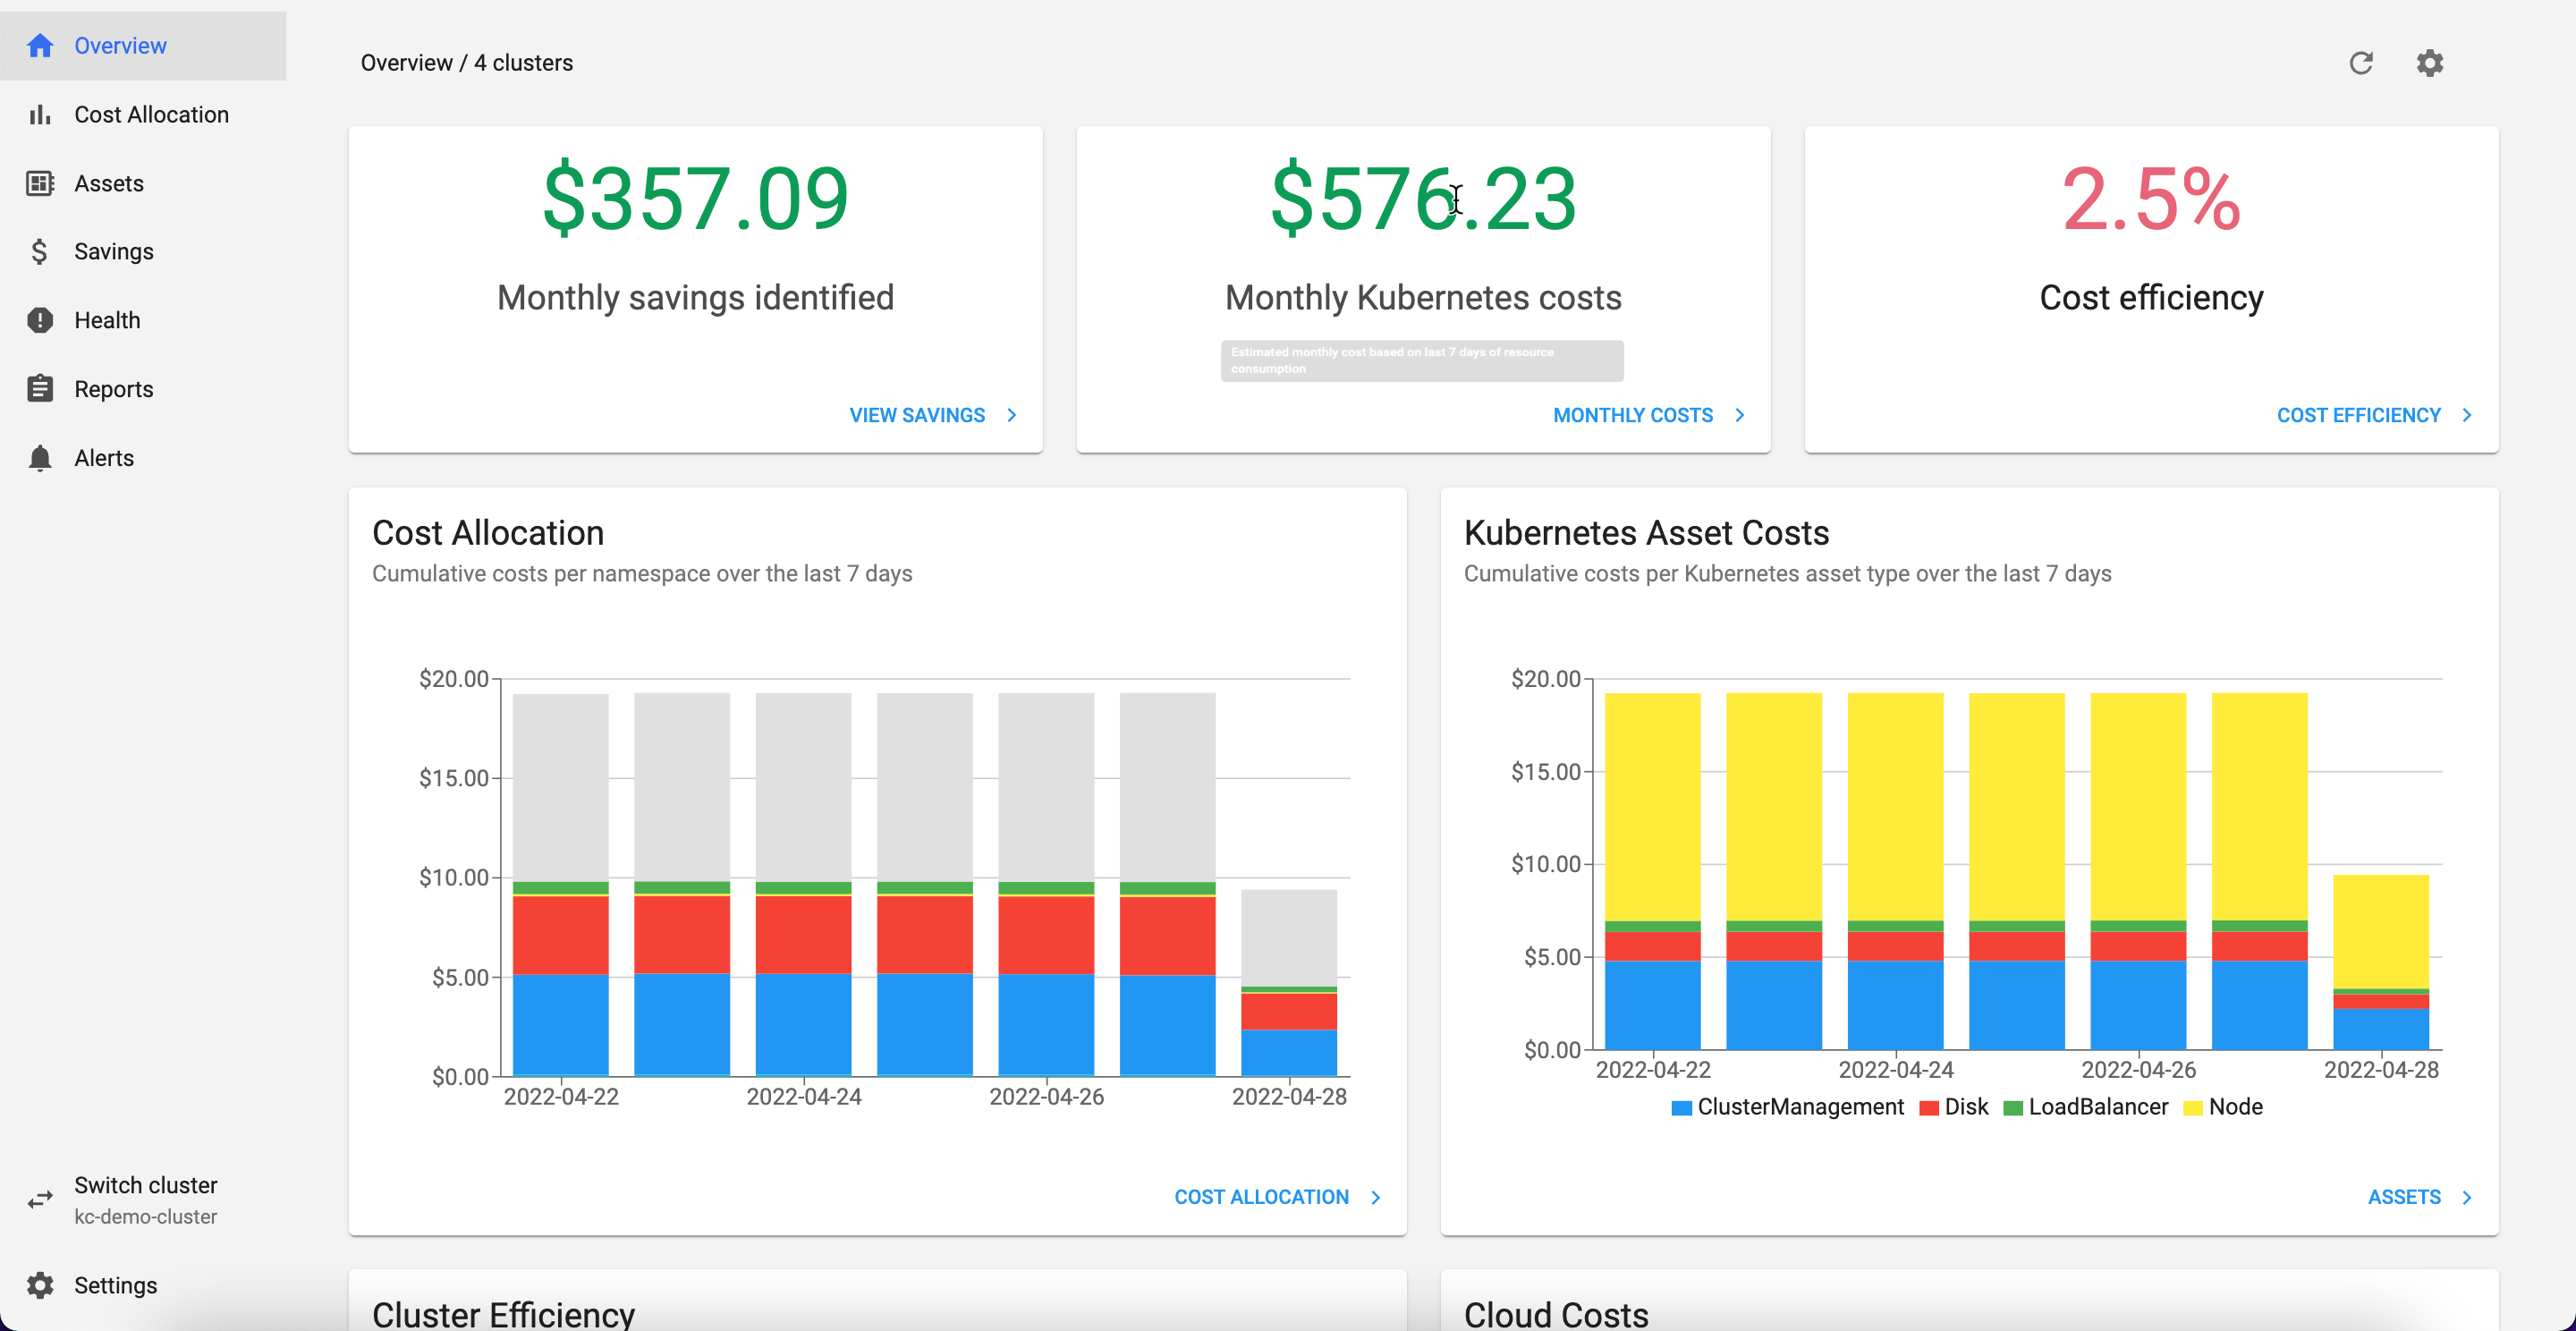 Overview
Cost Allocation
Assets
Savings
Health
Reports
Alerts
Switch cluster
kc-demo-cluster
Settings
Overview / 4 clusters
$357.09
Monthly savings identified
VIEW SAVINGS
$576.23
Monthly Kubernetes costs
Estimated monthly cost based on last 7 days of resource
consumption
MONTHLY COSTS
2.5%
Cost efficiency
COST EFFICIENCY
Cost Allocation
Cumulative costs per namespace over the last 7 days
$20.00
$15.00
$10.00
$5.00
$0.00
2022-04-22 2022-04-24 2022-04-26 2022-04-28
COST ALLOCATION
Kubernetes Asset Costs
Cumulative costs per Kubernetes asset type over the last 7 days
$20.00
$15.00
$10.00
$5.00
$0.00
2022-04-22 2022-04-24 2022-04-26 2022-04-28
ClusterManagement Disk LoadBalancer Node
ASSETS
Cluster Efficiency
Cloud Costs